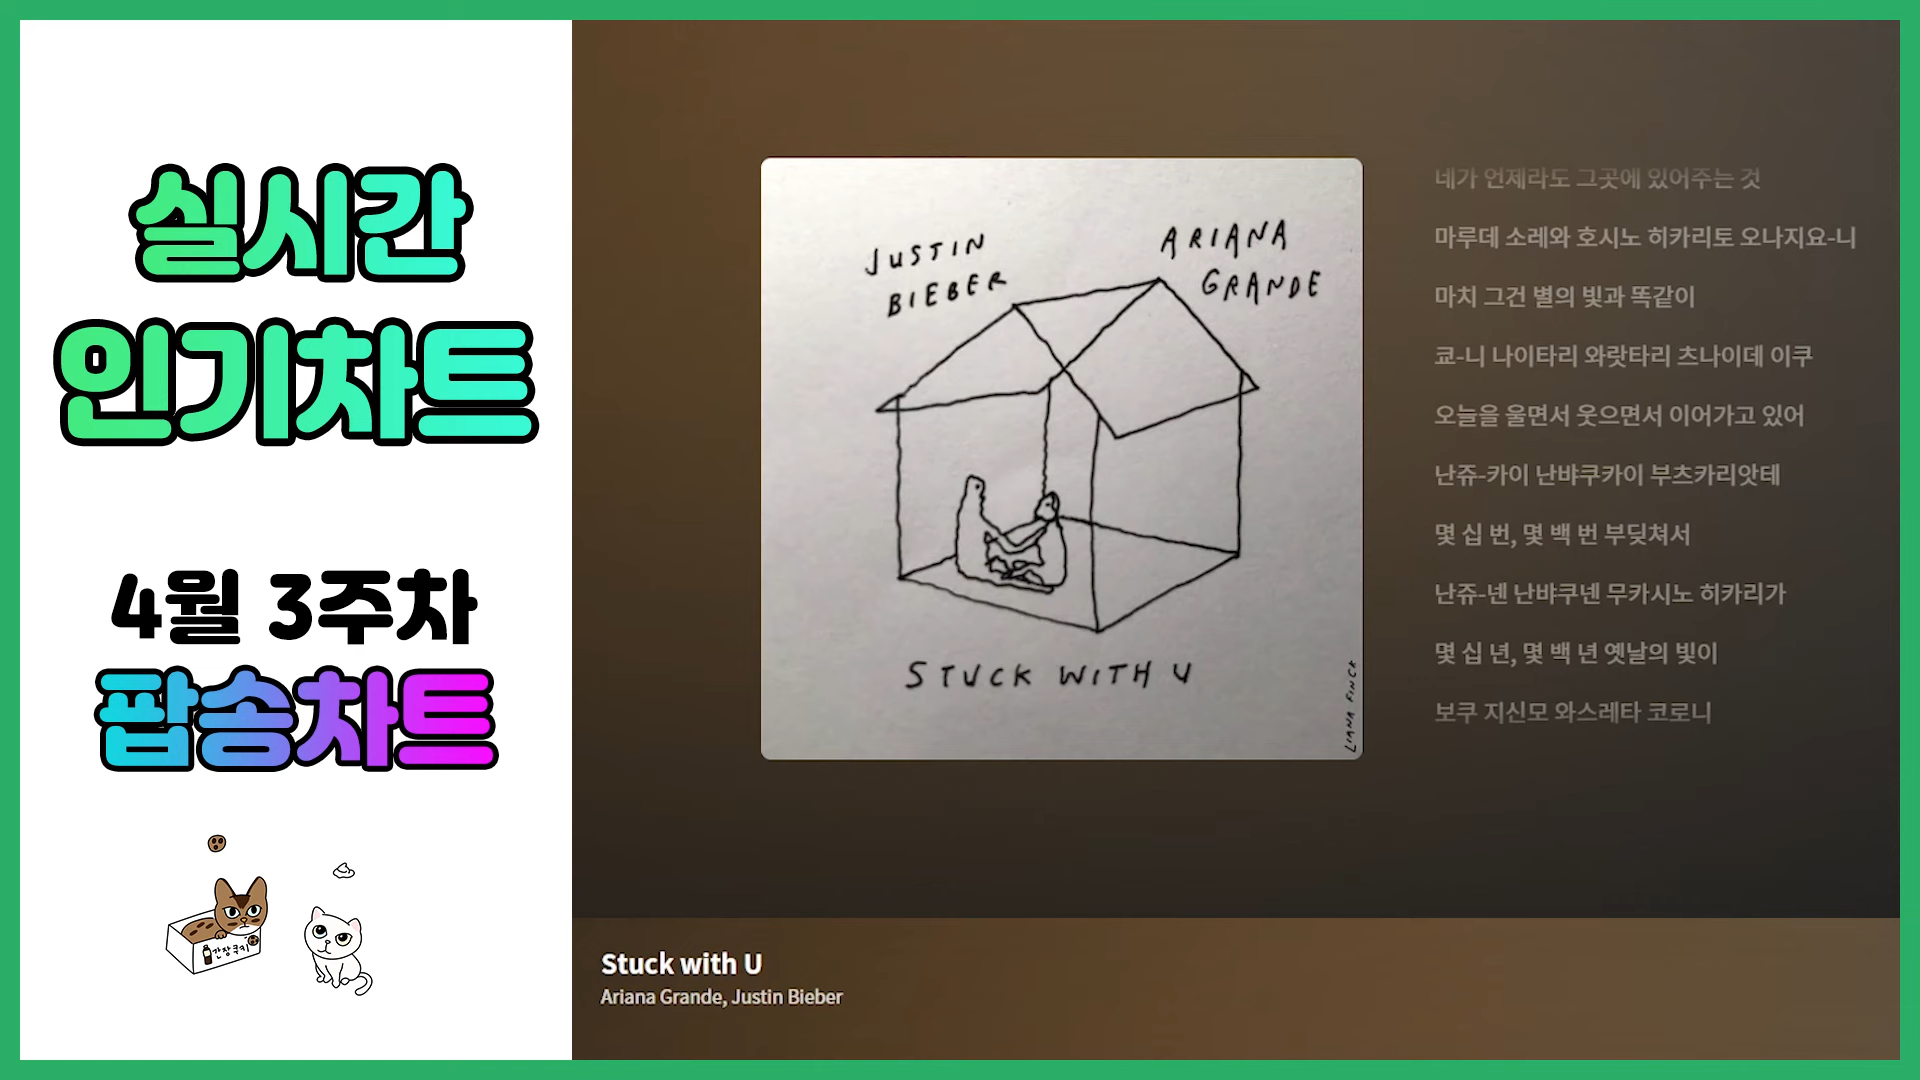 실시간
인기차트
4월 3주차
팝송차트
간장쿡키
JUSTIN
BIEBER
ARIANA
GRANDE
STUCK WITH U
LIANA FINCK
네가 언제라도 그곳에 있어주는 것
마루데 소레와 호시노 히카리토 오나지요-니
마치 그건 별의 빛과 똑같이
쿄-니 나이타리 와랏타리 츠나이데 이쿠
오늘을 울면서 웃으면서 이어가고 있어
난쥬-카이 난뱌쿠카이 부츠카리앗테
몇 십 번, 몇 백 번 부딪쳐서
난쥬-넨 난뱌쿠넨 무카시노 히카리가
몇 십 년, 몇 백 년 옛날의 빛이
보쿠 지신모 와스레타 코로니
Stuck with U
Ariana Grande, Justin Bieber